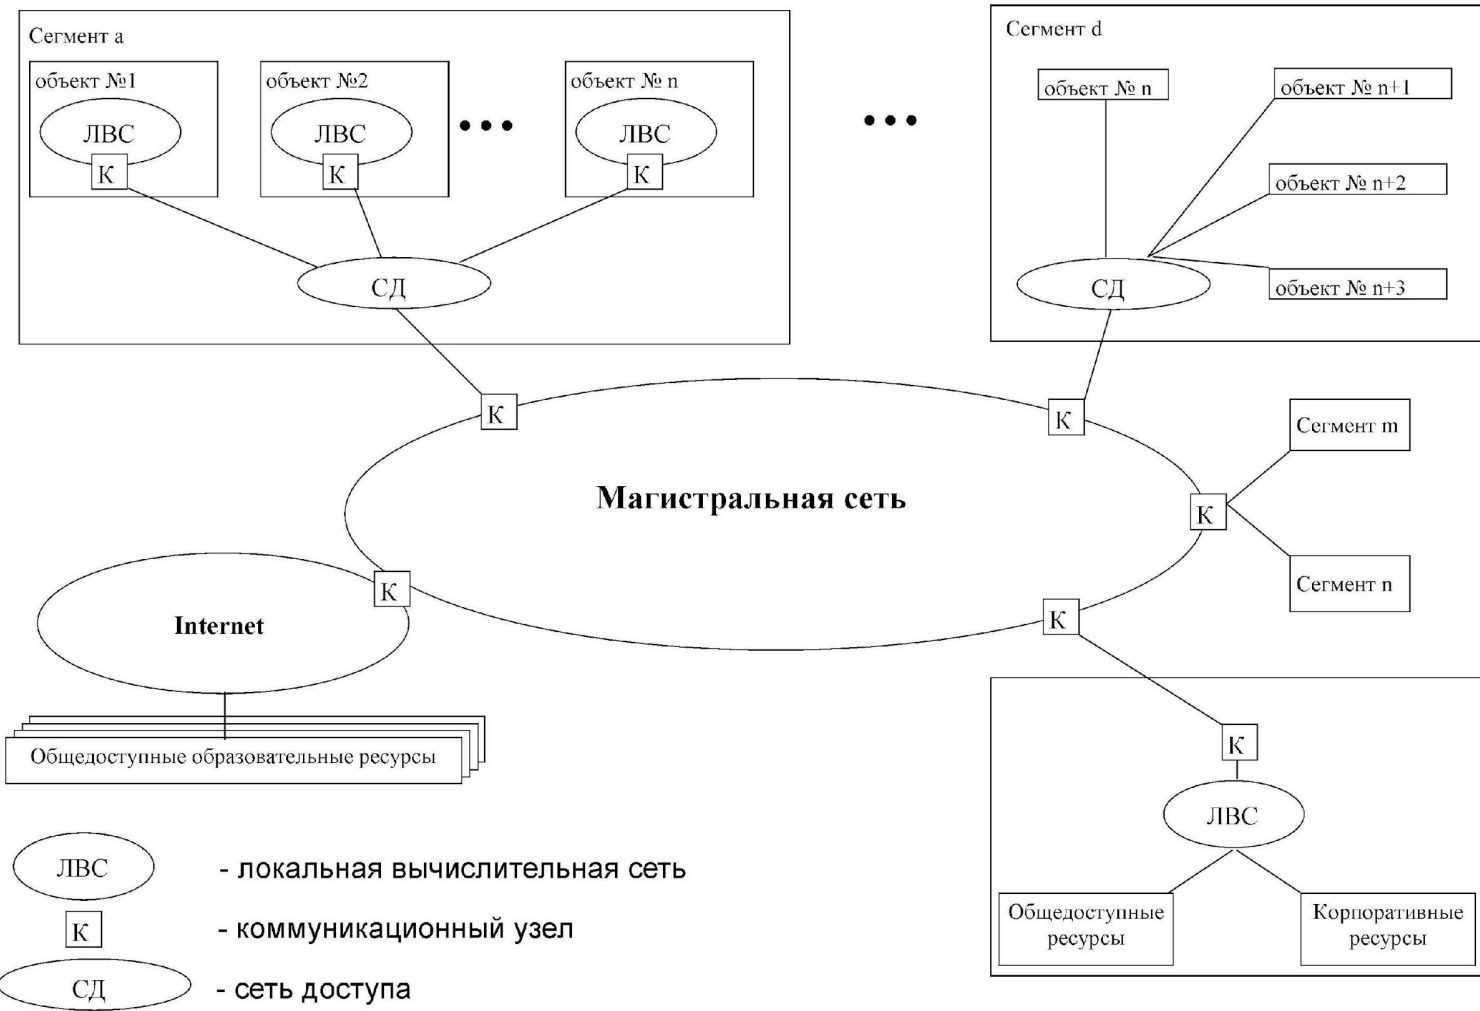 Сегмент а
объект №1
ЛВС
К
объект №2
ЛВС
К
объект № n
ЛВС
К
СД
Сегмент d
объект № n
объект № n+1
объект № n+2
объект № n+3
СД
К
К
Магистральная сеть
К
Сегмент m
Сегмент n
К
К
Internet
Общедоступные образовательные ресурсы
К
ЛВС
Общедоступные
ресурсы
Корпоративные
ресурсы
ЛВС - локальная вычислительная сеть
К - коммуникационный узел
СД - сеть доступа